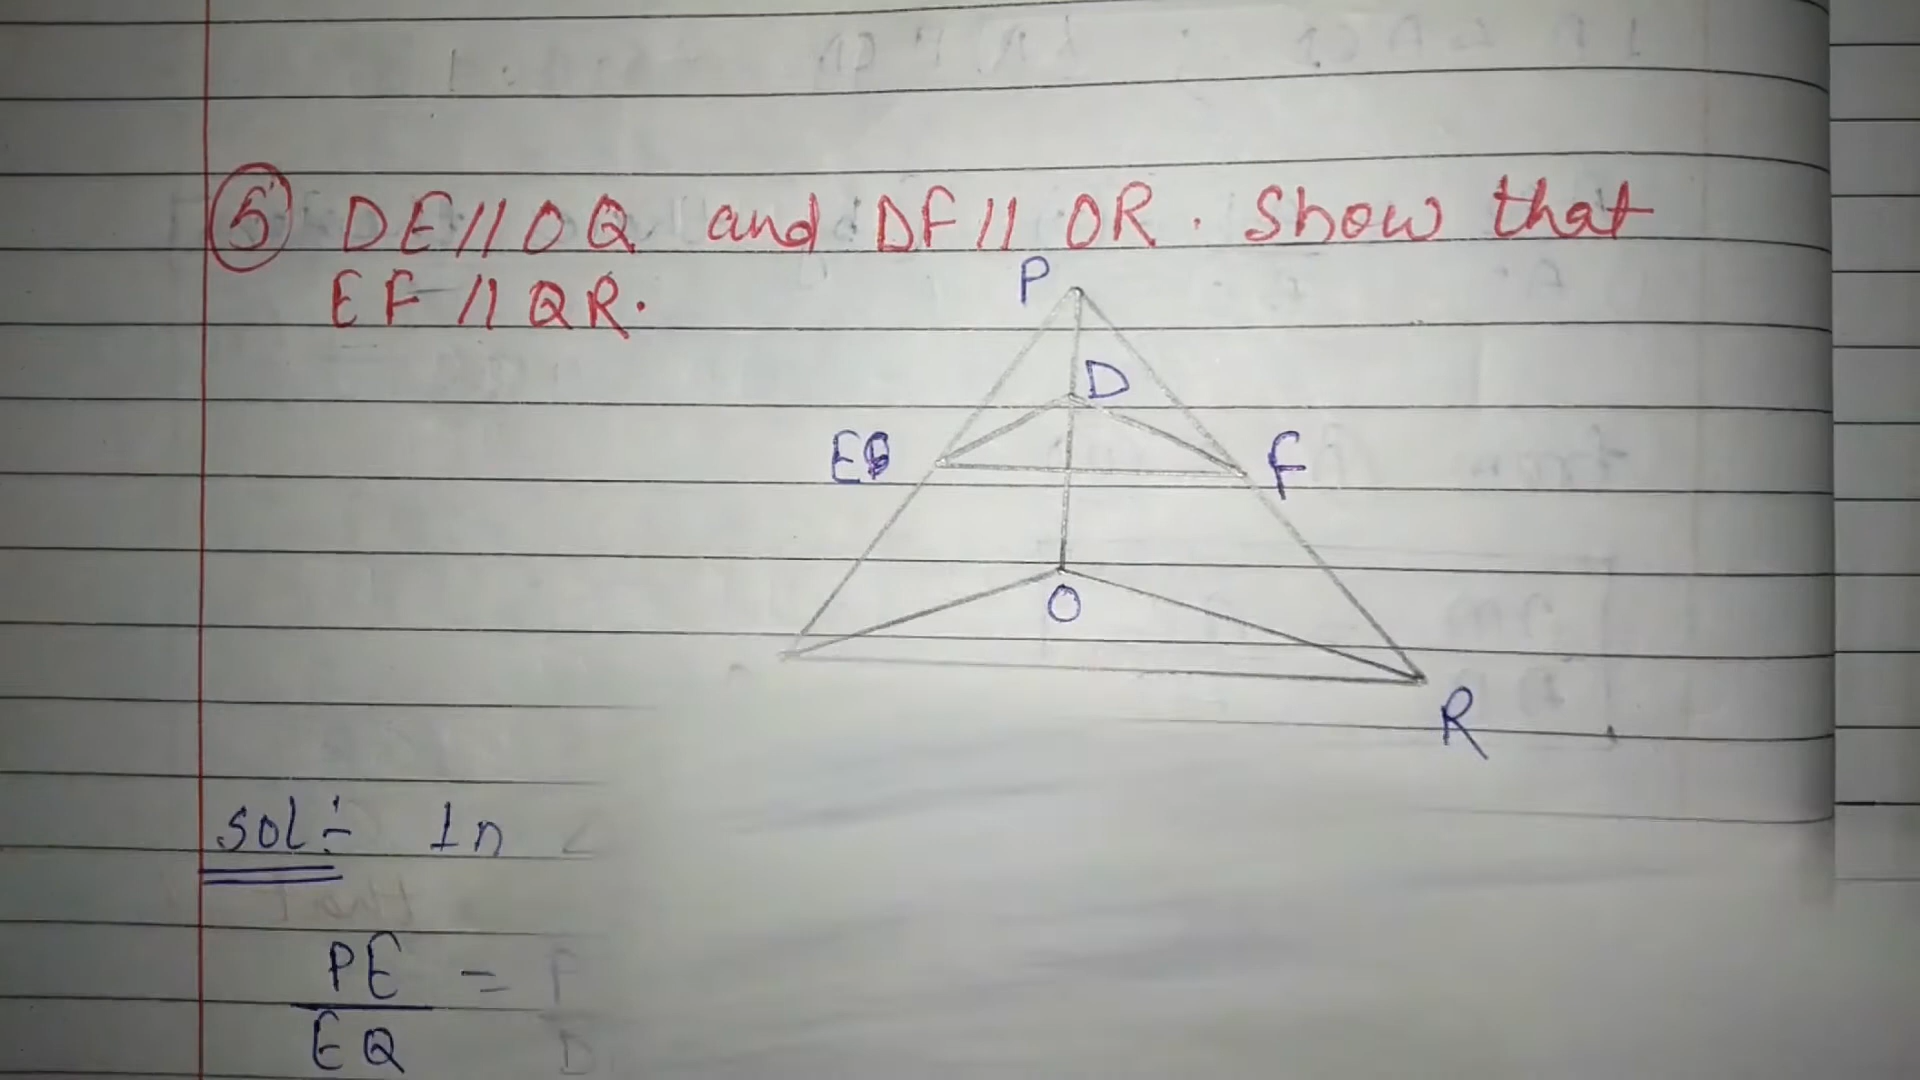 5 DE // OQ and DF // OR. Show that
EF // QR.
P
D
E
F
O
R
Sol:- In
PE =
EQ